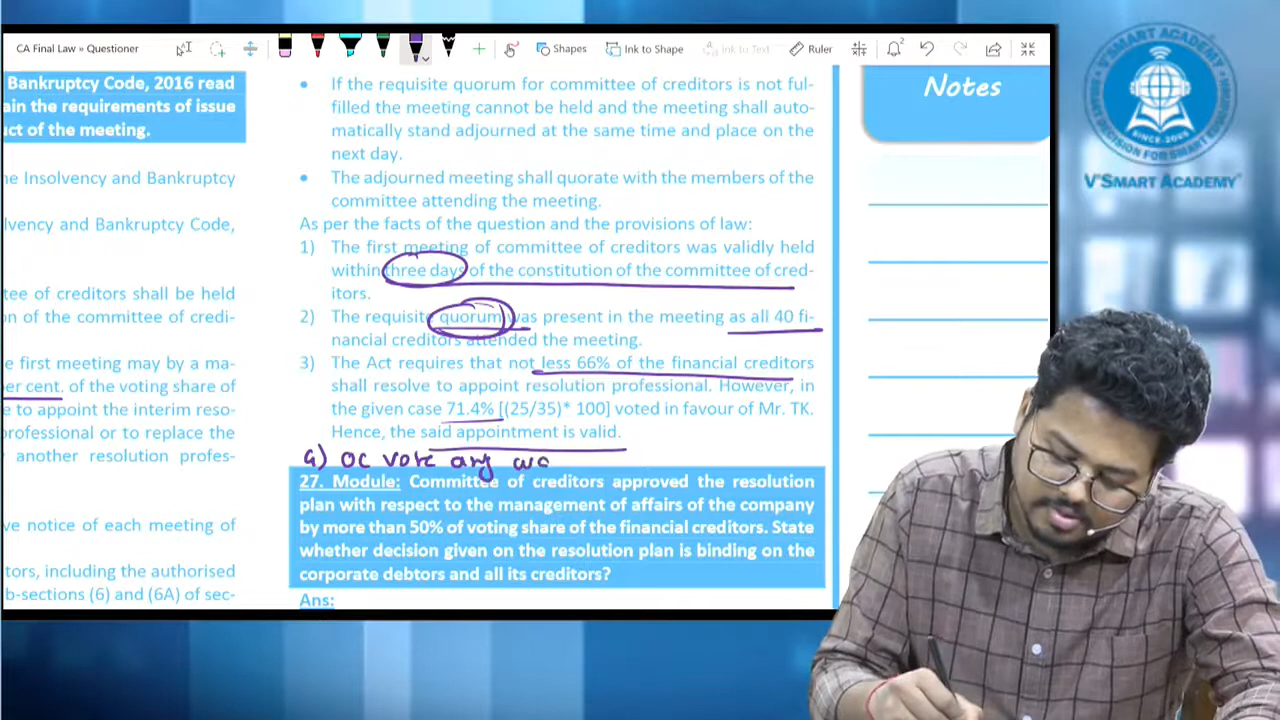 CA Final Law » Questioner
Shapes
Ink to Shape
Ink to Text
Ruler
2
Bankruptcy Code, 2016 read
ain the requirements of issue
uct of the meeting.
he Insolvency and Bankruptcy
lvency and Bankruptcy Code,
tee of creditors shall be held
on of the committee of credi-
e first meeting may by a ma-
per cent. of the voting share of
e to appoint the interim reso-
professional or to replace the
another resolution profes-
ve notice of each meeting of
tors, including the authorised
b-sections (6) and (6A) of sec-
• If the requisite quorum for committee of creditors is not ful-
filled the meeting cannot be held and the meeting shall auto-
matically stand adjourned at the same time and place on the
next day.
• The adjourned meeting shall quorate with the members of the
committee attending the meeting.
As per the facts of the question and the provisions of law:
1) The first meeting of committee of creditors was validly held
within three days of the constitution of the committee of cred-
itors.
2) The requisite quorum was present in the meeting as all 40 fi-
nancial creditors attended the meeting.
3) The Act requires that not less 66% of the financial creditors
shall resolve to appoint resolution professional. However, in
the given case 71.4% [(25/35)* 100] voted in favour of Mr. TK.
Hence, the said appointment is valid.
OC vote any
27. Module: Committee of creditors approved the resolution
plan with respect to the management of affairs of the company
by more than 50% of voting share of the financial creditors. State
whether decision given on the resolution plan is binding on the
corporate debtors and all its creditors?
Ans:
Notes
V'SMART ACADEMY
SINCE 2005
V'SMART ACADEMY